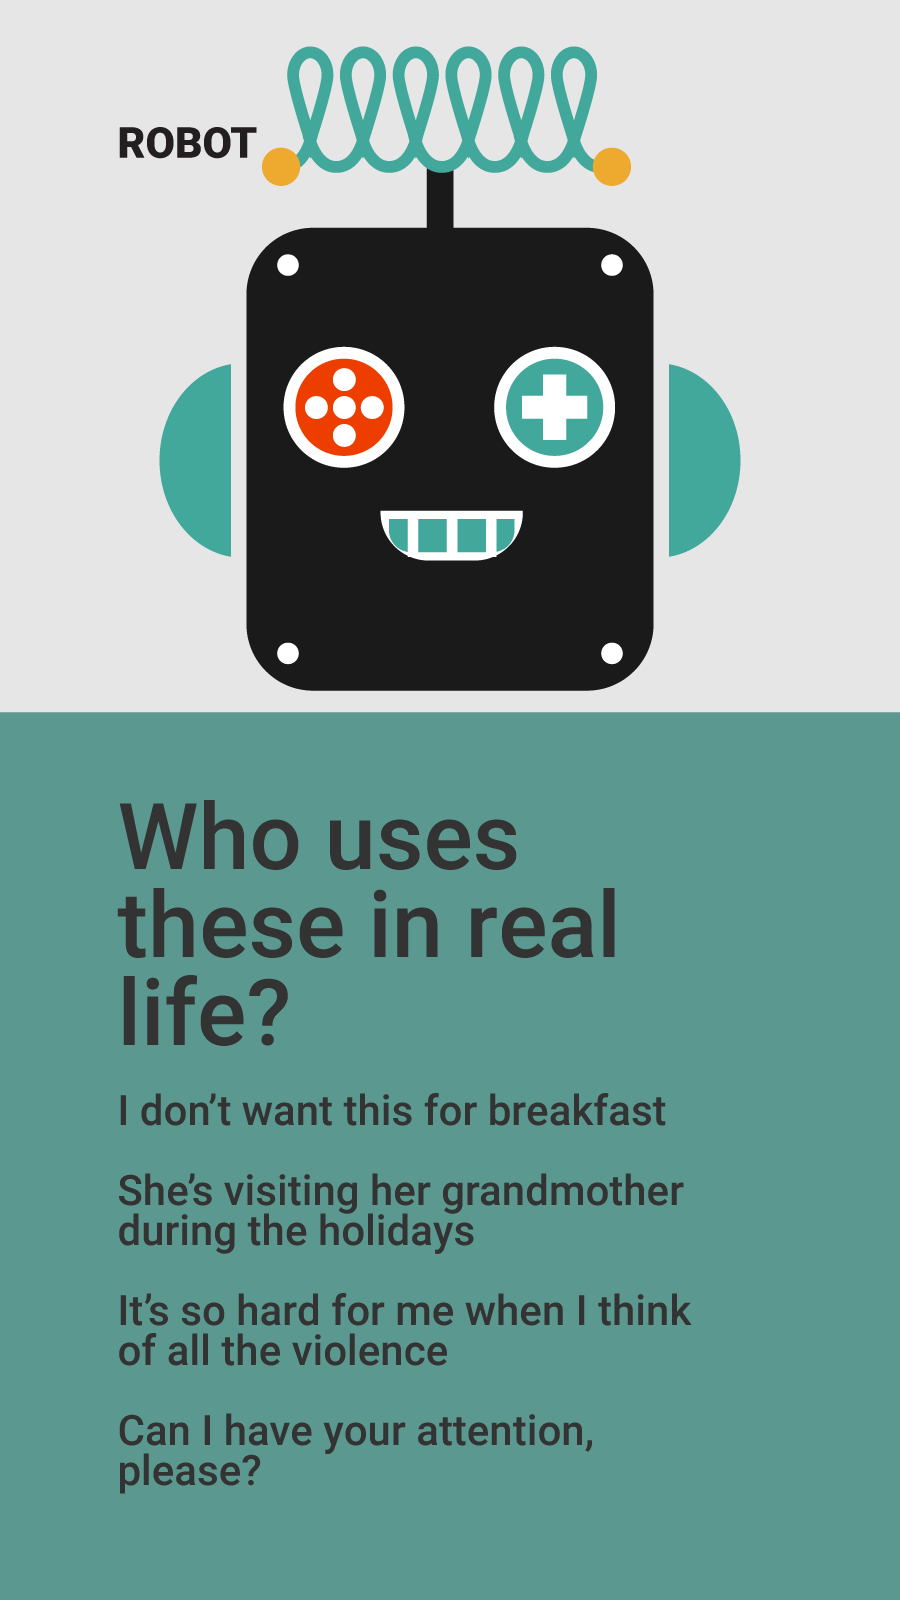 ROBOT
Who uses
these in real
life?
I don’t want this for breakfast
She’s visiting her grandmother
during the holidays
It’s so hard for me when I think
of all the violence
Can I have your attention,
please?